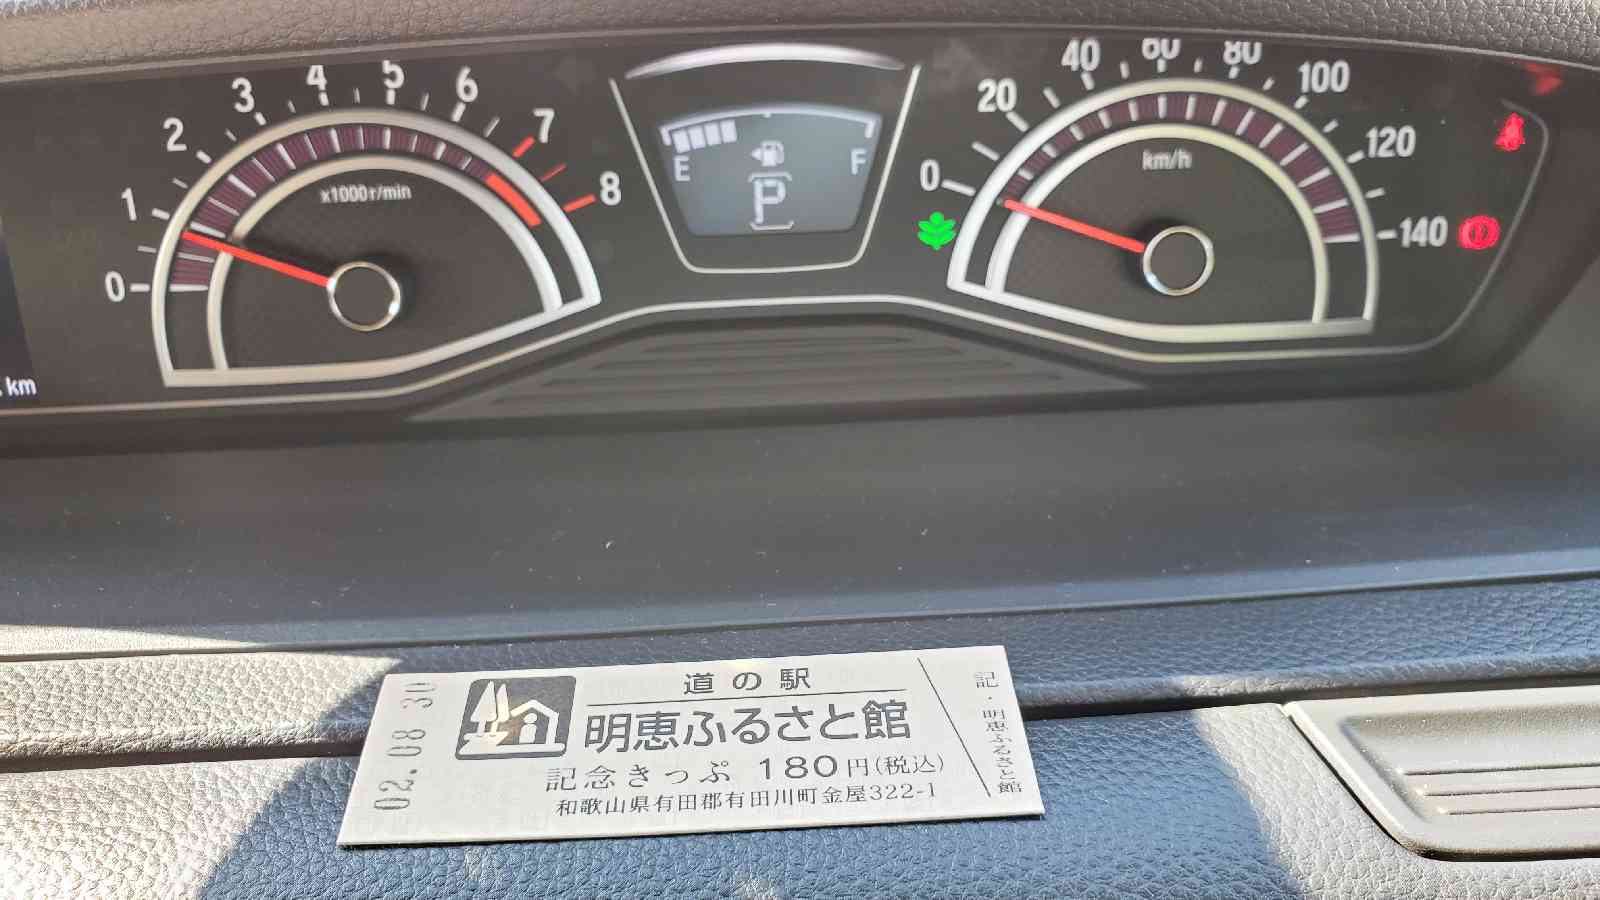 0 1 2 3 4 5 6 7 8
x1000r/min
E F
P
0 20 40 60 80 100 120 140
km/h
km
02.08 30
道の駅
明恵ふるさと館
記念きっぷ 180円(税込)
和歌山県有田郡有田川町金屋322-1
記・明恵ふるさと館